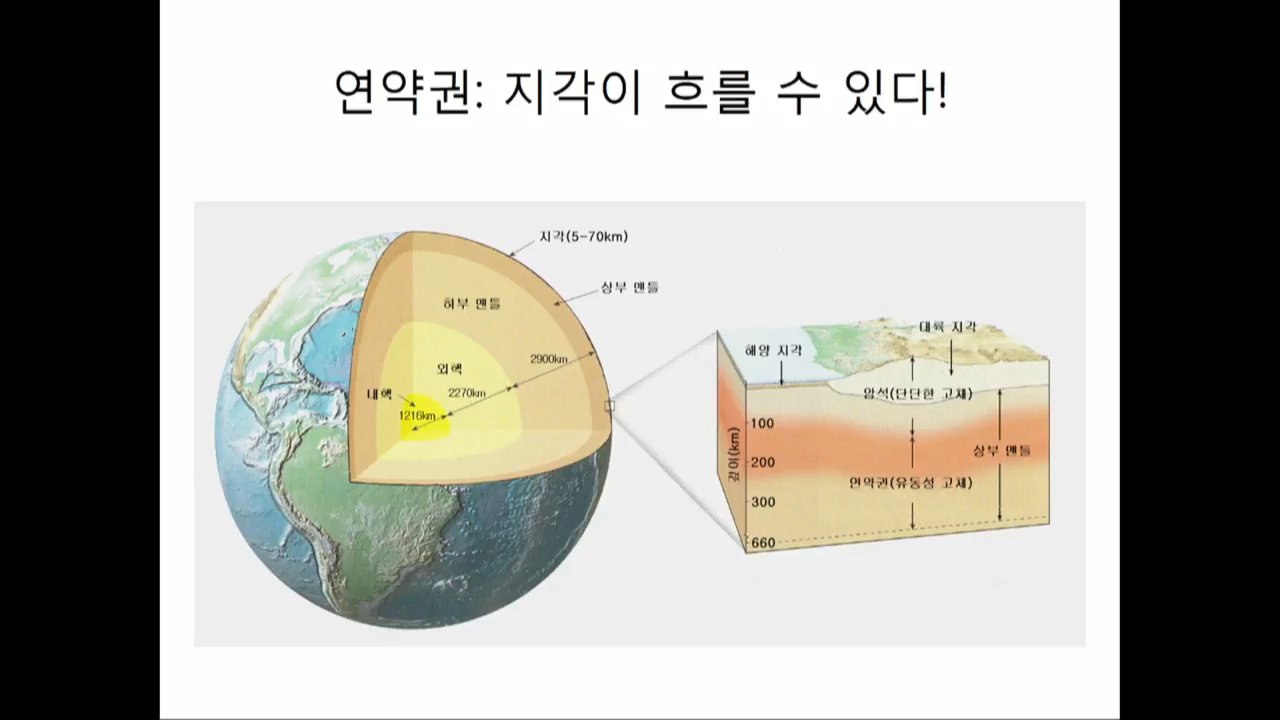 연약권: 지각이 흐를 수 있다!
지각(5-70km)
상부 맨틀
하부 맨틀
2900km
외핵
2270km
내핵
1216km
대륙 지각
해양 지각
암석(단단한 고체)
100
상부 맨틀
깊이(km)
200
연약권(유동성 고체)
300
660